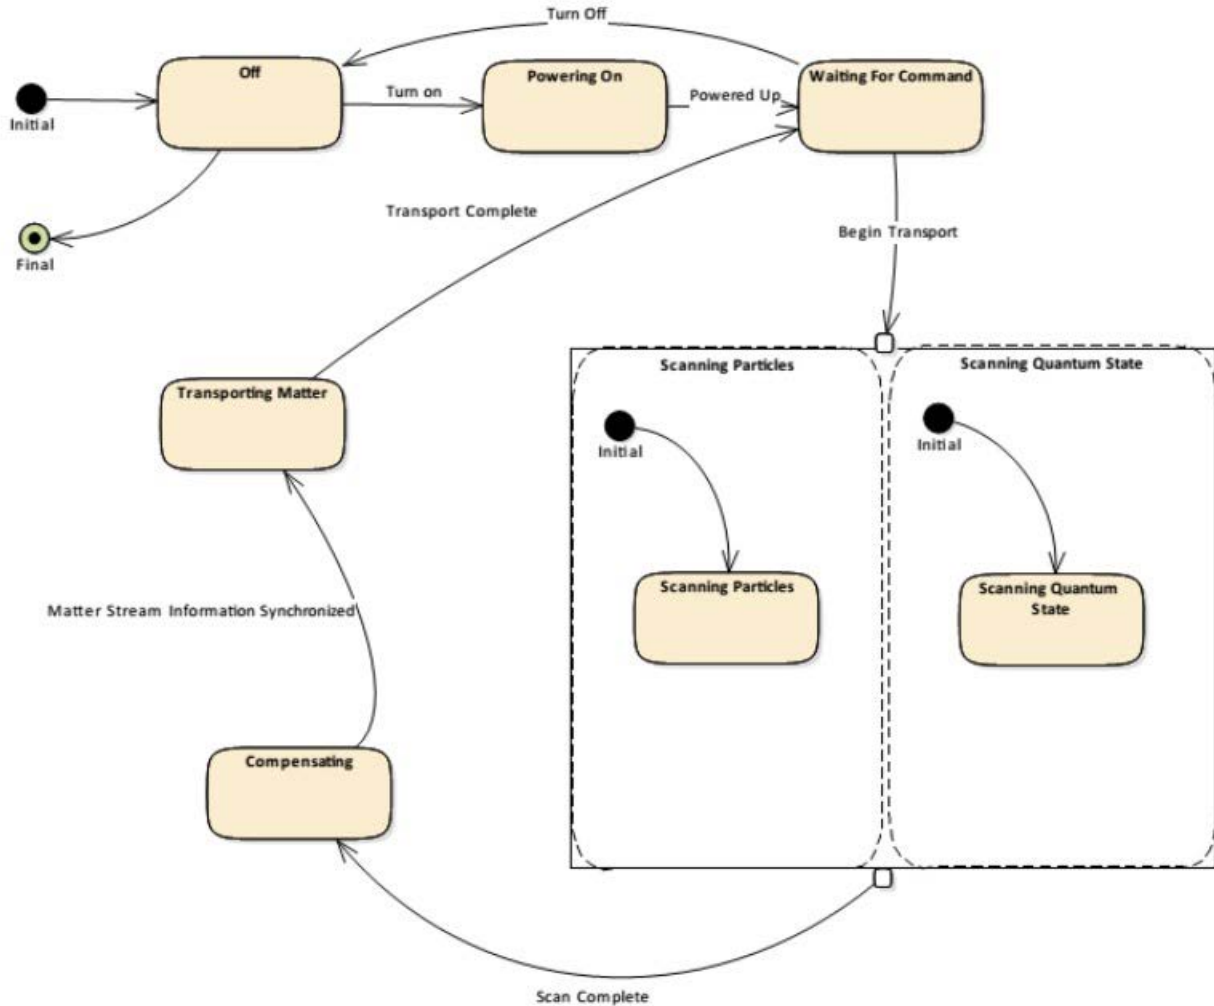 Turn Off
Off
Powering On
Waiting For Command
Turn on
Powered Up
Initial
Transport Complete
Begin Transport
Final
Scanning Particles
Scanning Quantum State
Transporting Matter
Initial
Initial
Scanning Particles
Scanning Quantum
State
Matter Stream Information Synchronized
Compensating
Scan Complete